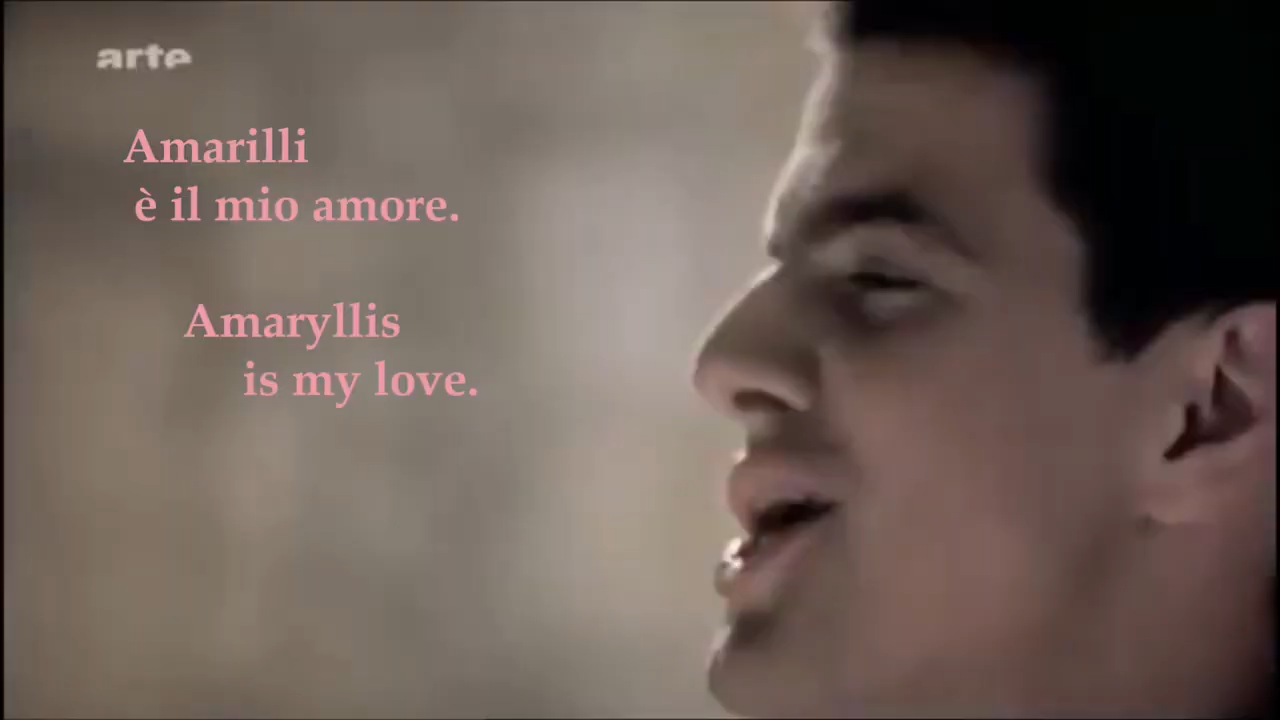 arte
Amarilli
è il mio amore.
Amaryllis
is my love.